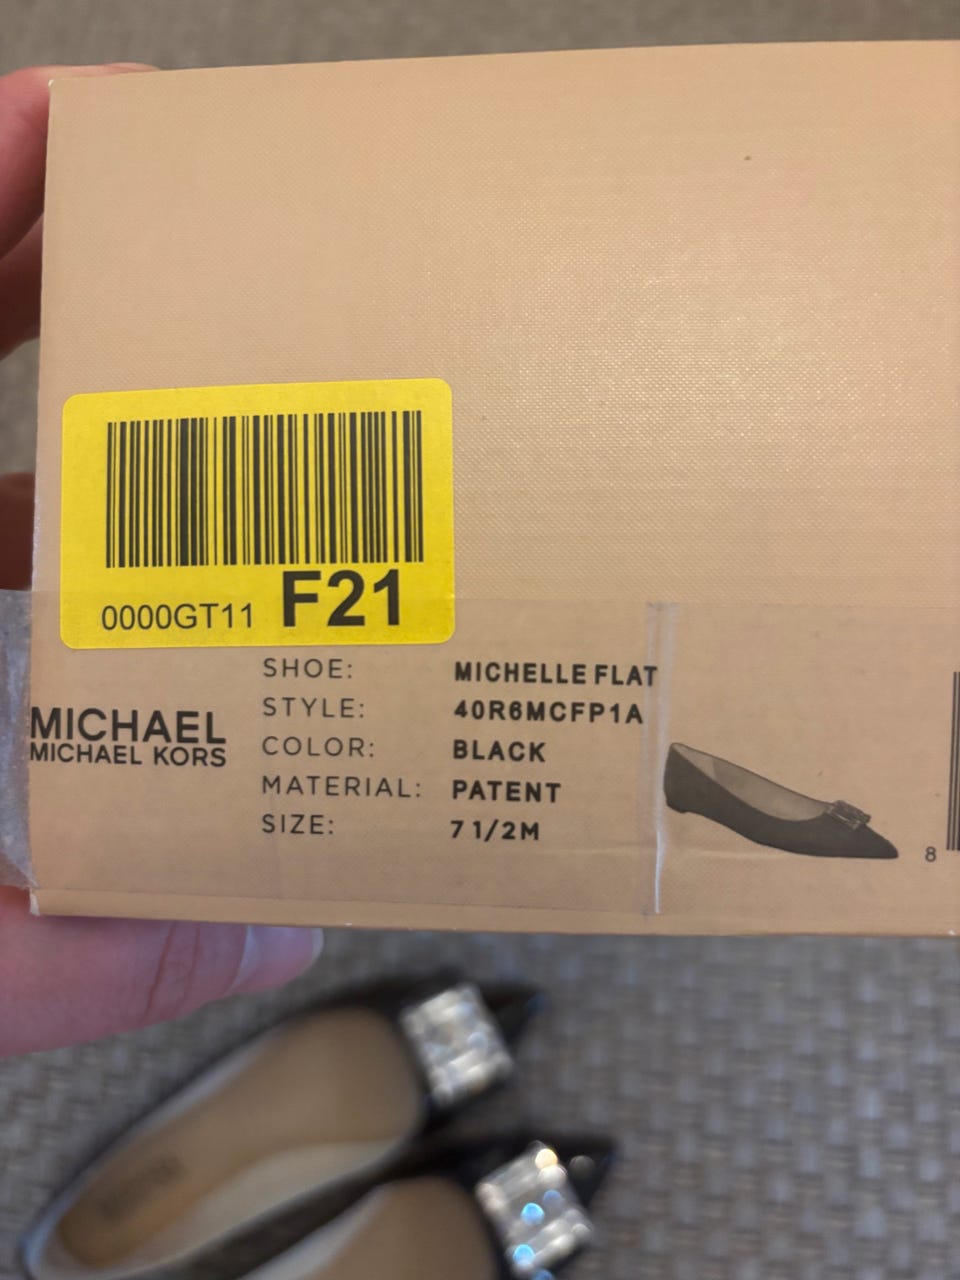 0000GT11 F21
MICHAEL
MICHAEL KORS
SHOE: MICHELLE FLAT
STYLE: 40R6MCFP1A
COLOR: BLACK
MATERIAL: PATENT
SIZE: 7 1/2M
8